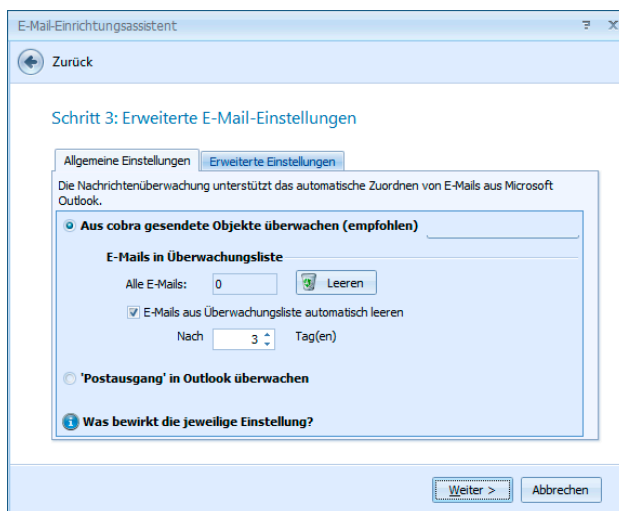 E-Mail-Einrichtungsassistent
Zurück
Schritt 3: Erweiterte E-Mail-Einstellungen
Allgemeine Einstellungen Erweiterte Einstellungen
Die Nachrichtenüberwachung unterstützt das automatische Zuordnen von E-Mails aus Microsoft
Outlook.
Aus cobra gesendete Objekte überwachen (empfohlen)
E-Mails in Überwachungsliste
Alle E-Mails: 0 Leeren
E-Mails aus Überwachungsliste automatisch leeren
Nach 3 Tag(en)
'Postausgang' in Outlook überwachen
Was bewirkt die jeweilige Einstellung?
Weiter > Abbrechen